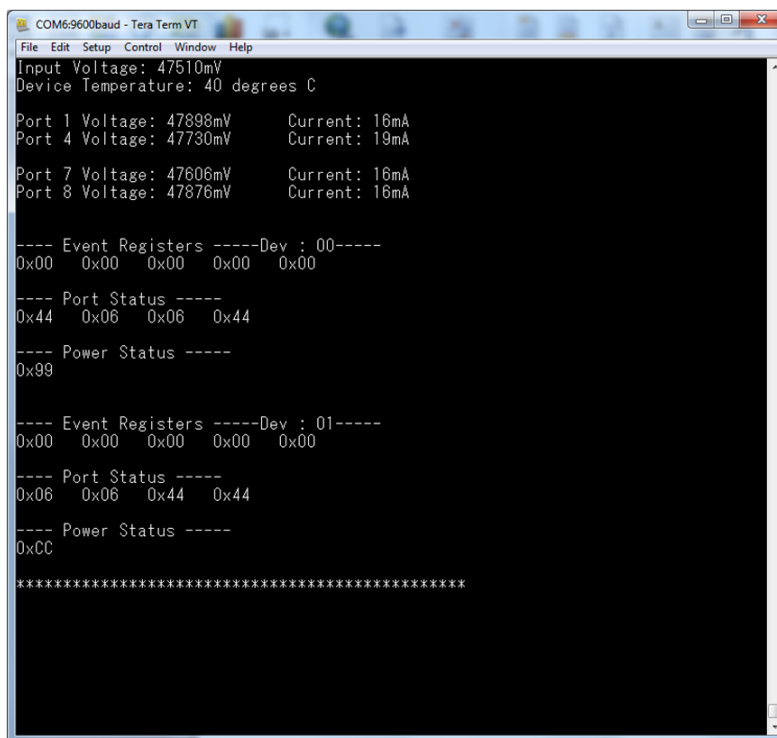 COM6:9600baud - Tera Term VT
File Edit Setup Control Window Help
Input Voltage: 47510mV
Device Temperature: 40 degrees C
Port 1 Voltage: 47898mV Current: 16mA
Port 4 Voltage: 47730mV Current: 19mA
Port 7 Voltage: 47606mV Current: 16mA
Port 8 Voltage: 47876mV Current: 16mA
---- Event Registers -----Dev : 00-----
0x00 0x00 0x00 0x00 0x00
---- Port Status -----
0x44 0x06 0x06 0x44
---- Power Status -----
0x99
---- Event Registers -----Dev : 01-----
0x00 0x00 0x00 0x00 0x00
---- Port Status -----
0x06 0x06 0x44 0x44
---- Power Status -----
0xCC
************************************************